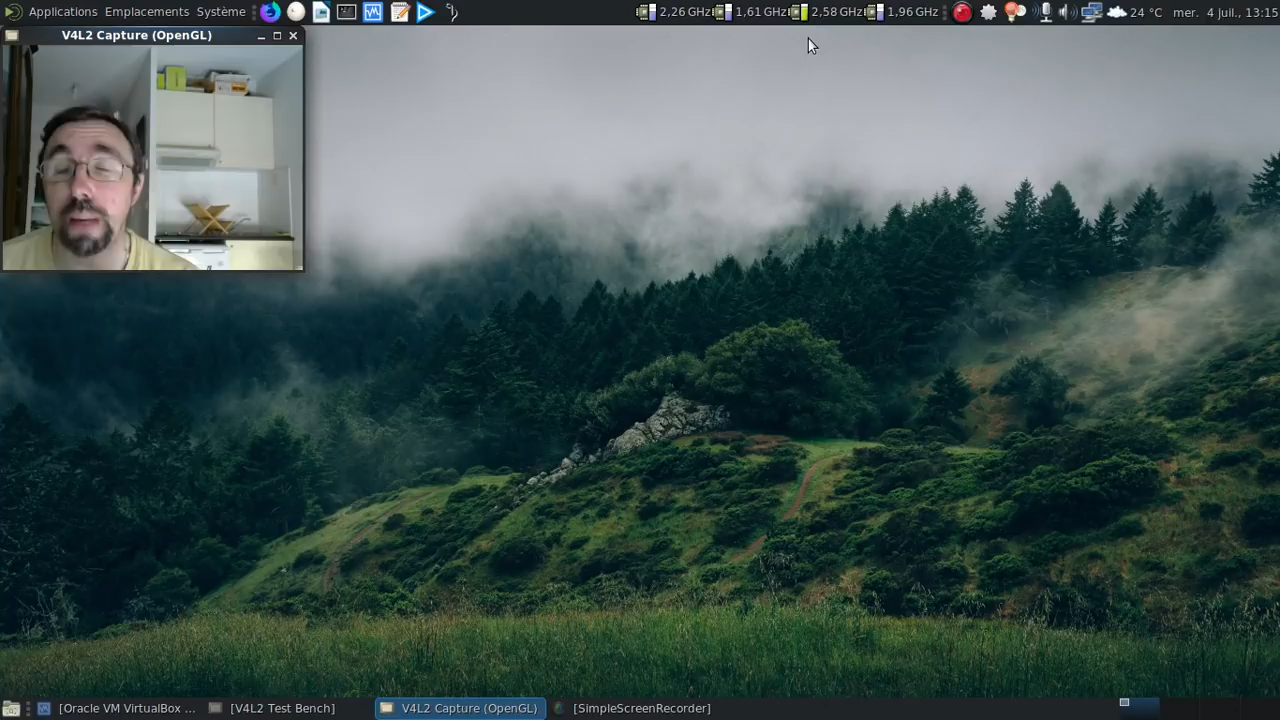 Applications Emplacements Système 2,26 GHz 1,61 GHz 2,58 GHz 1,96 GHz 24 °C mer. 4 juil., 13:15
V4L2 Capture (OpenGL)
[Oracle VM VirtualBox ... [V4L2 Test Bench] V4L2 Capture (OpenGL) [SimpleScreenRecorder]